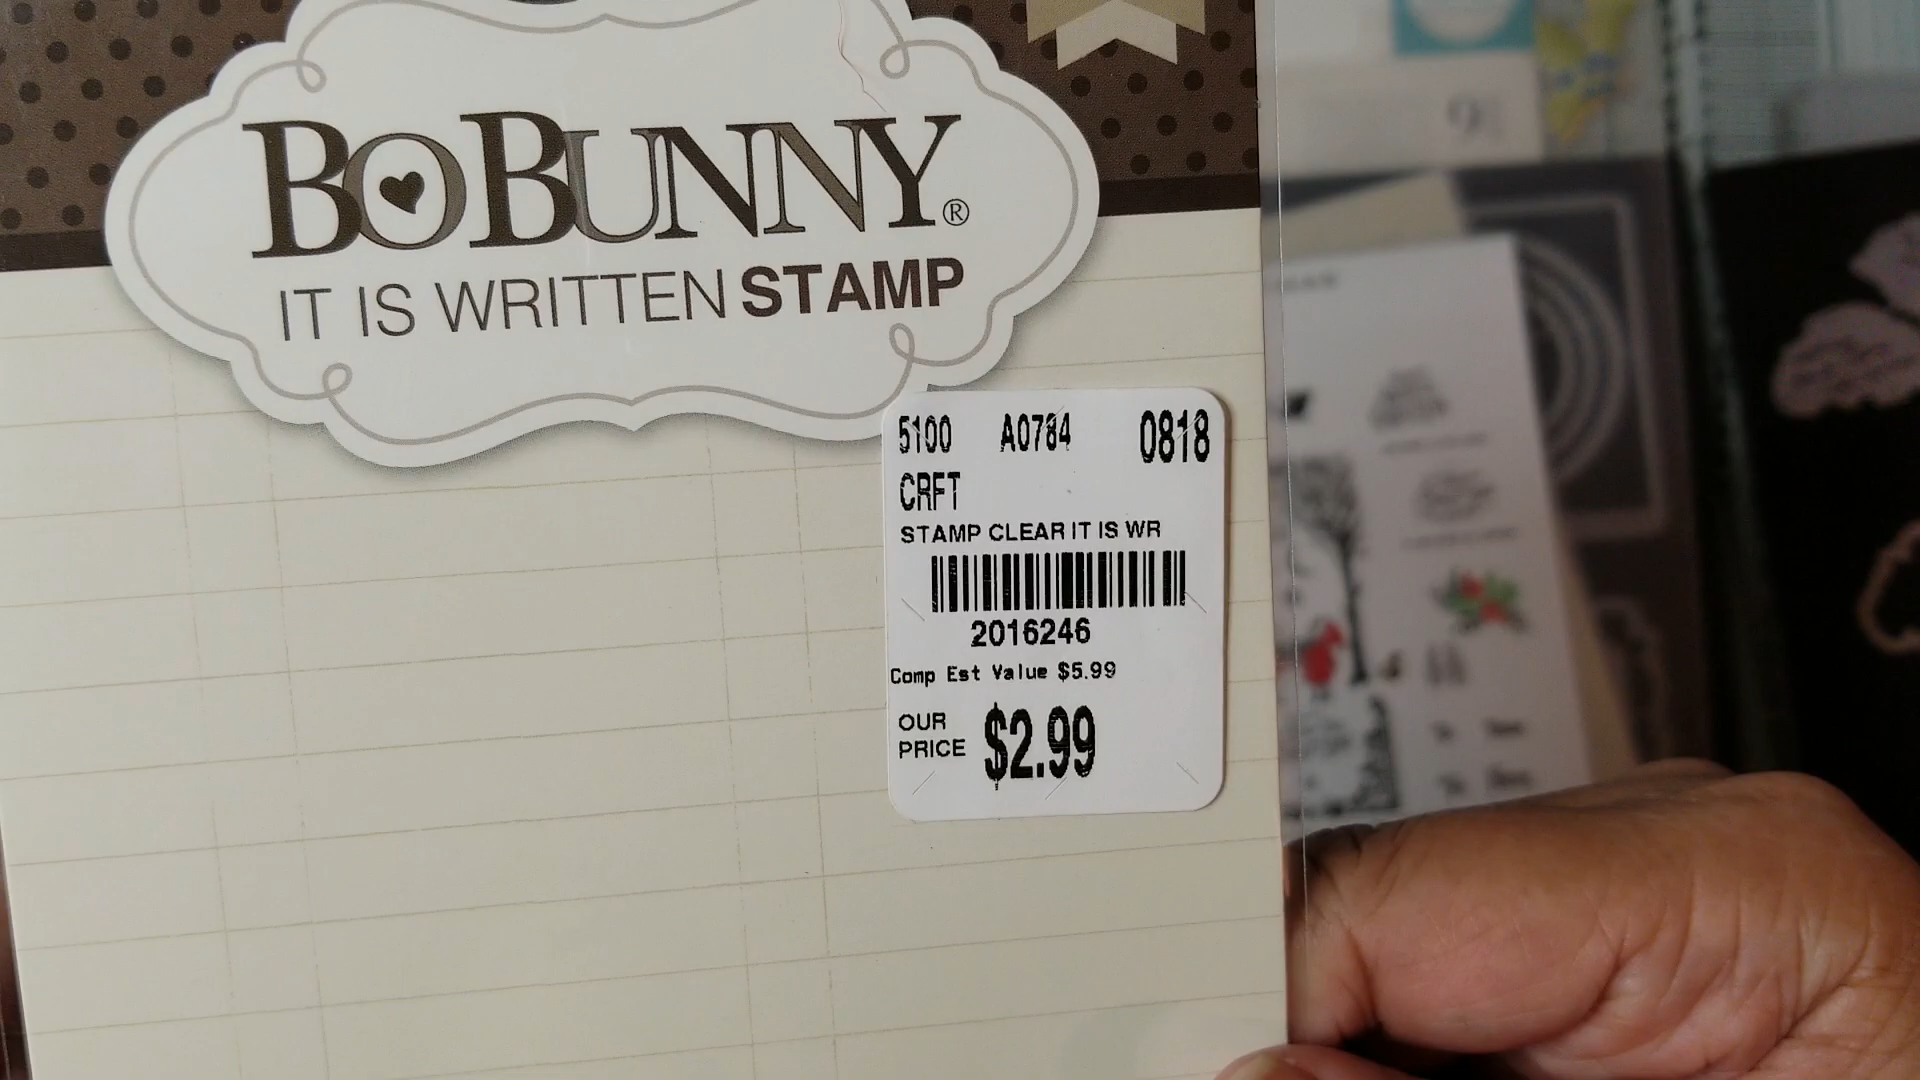 BOBUNNY®
IT IS WRITTEN STAMP
5100 A0784 0818
CRFT
STAMP CLEAR IT IS WR
2016246
Comp Est Value $5.99
OUR PRICE $2.99